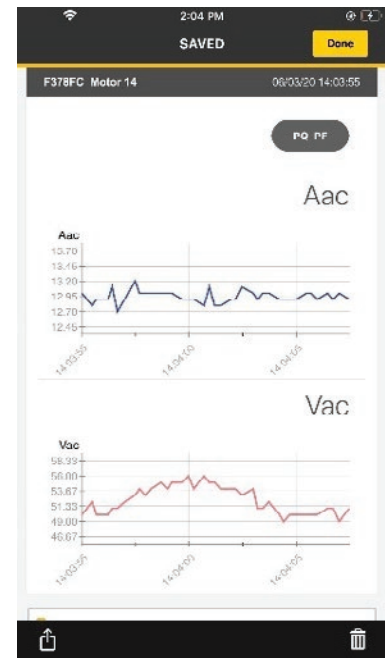 2:04 PM
SAVED
Done
F378FC Motor 14
06/03/20 14:03:55
PQ PF
Aac
Aac
13.70
13.45
13.20
12.95
12.70
12.45
14:03:55
14:04:00
14:04:05
Vac
Vac
58.33
56.00
53.67
51.33
49.00
46.67
14:03:55
14:04:00
14:04:05